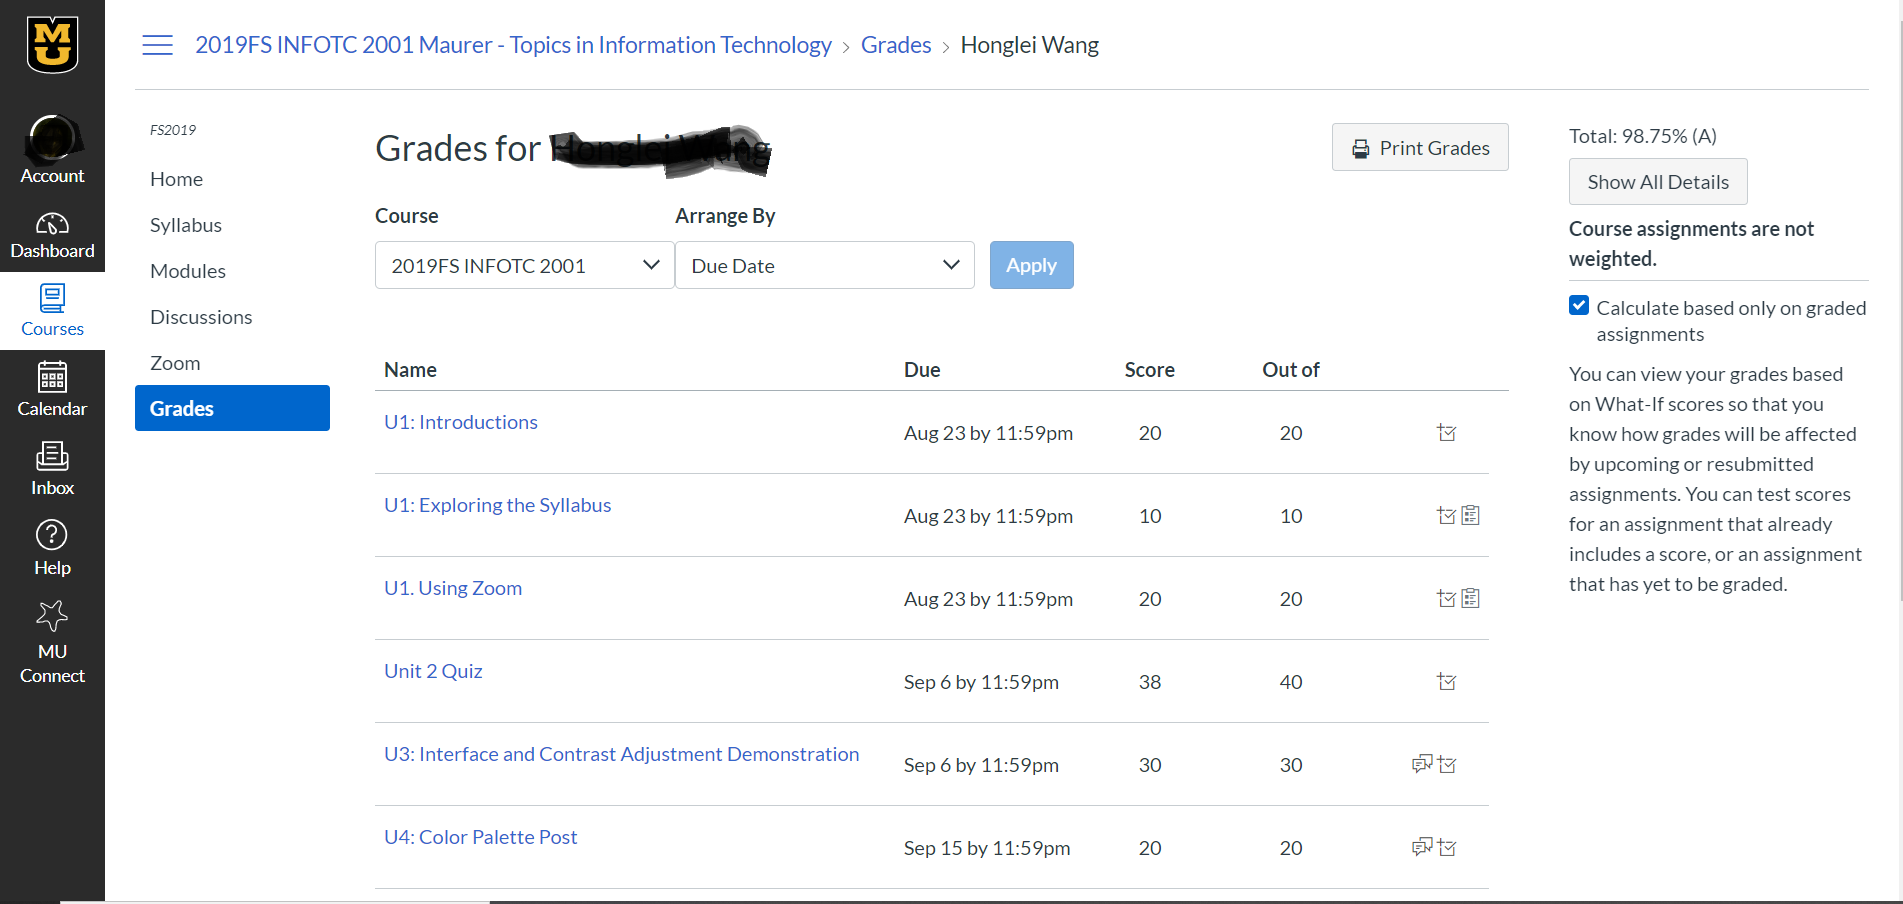 MU
2019FS INFOTC 2001 Maurer - Topics in Information Technology › Grades › Honglei Wang
Account
Dashboard
Courses
Calendar
Inbox
Help
MU
Connect
FS2019
Home
Syllabus
Modules
Discussions
Zoom
Grades
Grades for
Print Grades
Course
Arrange By
2019FS INFOTC 2001
Due Date
Apply
Name Due Score Out of
U1: Introductions Aug 23 by 11:59pm 20 20
U1: Exploring the Syllabus Aug 23 by 11:59pm 10 10
U1. Using Zoom Aug 23 by 11:59pm 20 20
Unit 2 Quiz Sep 6 by 11:59pm 38 40
U3: Interface and Contrast Adjustment Demonstration Sep 6 by 11:59pm 30 30
U4: Color Palette Post Sep 15 by 11:59pm 20 20
Total: 98.75% (A)
Show All Details
Course assignments are not
weighted.
Calculate based only on graded
assignments
You can view your grades based
on What-If scores so that you
know how grades will be affected
by upcoming or resubmitted
assignments. You can test scores
for an assignment that already
includes a score, or an assignment
that has yet to be graded.